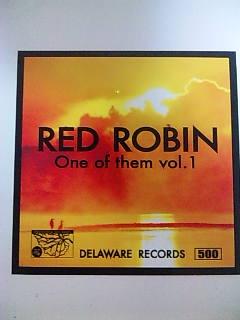 RED ROBIN
One of them vol.1
DELAWARE RECORDS 500